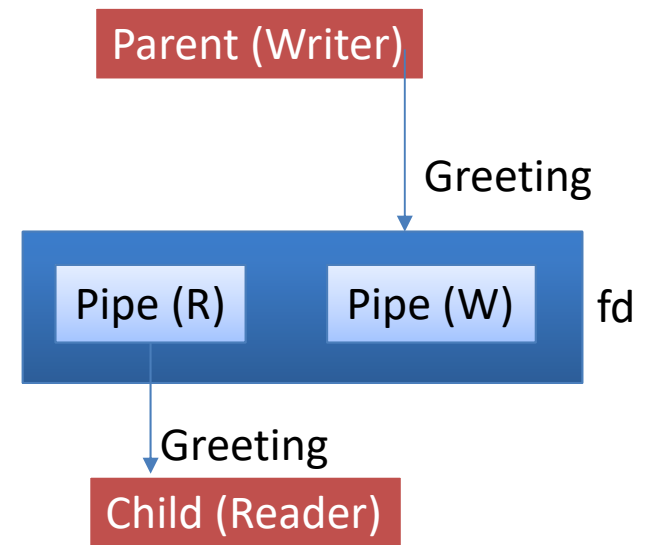 Parent (Writer)
Greeting
Pipe (R)
Pipe (W)
fd
Greeting
Child (Reader)